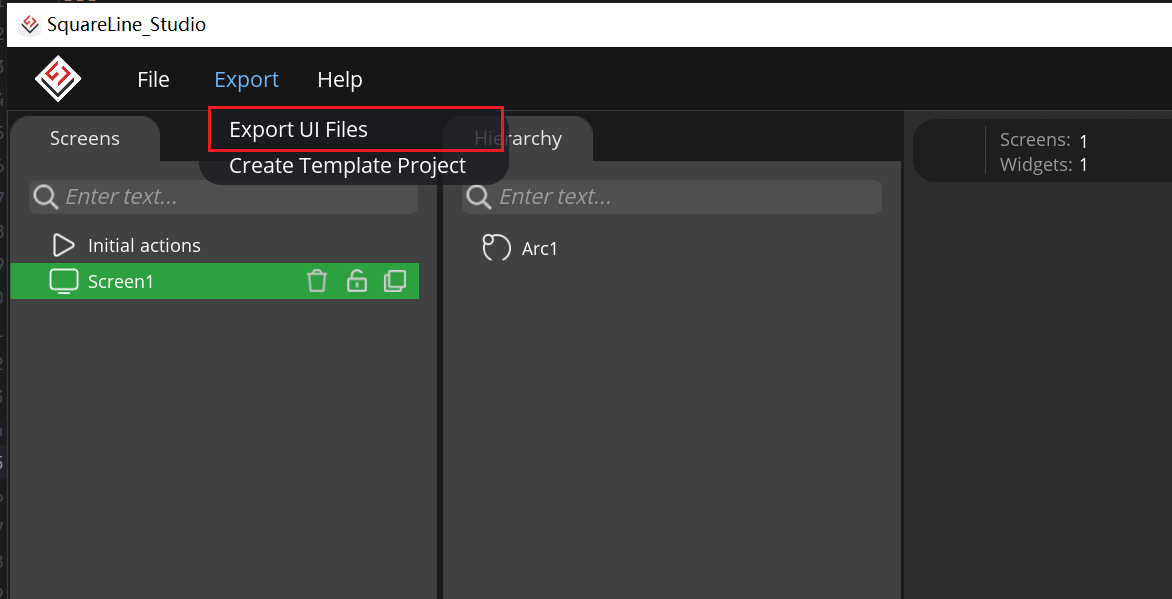 SquareLine_Studio
File Export Help
Export UI Files
Create Template Project
Screens
Hierarchy
Screens: 1
Widgets: 1
Enter text...
Enter text...
Initial actions
Screen1
Arc1